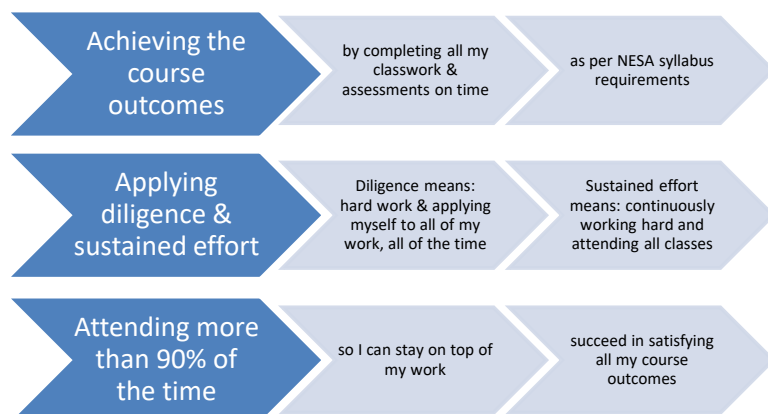 Achieving the
course
outcomes
by completing all my
classwork &
assessments on time
as per NESA syllabus
requirements
Applying
diligence &
sustained effort
Diligence means:
hard work & applying
myself to all of my
work, all of the time
Sustained effort
means: continuously
working hard and
attending all classes
Attending more
than 90% of
the time
so I can stay on top of
my work
succeed in satisfying
all my course
outcomes